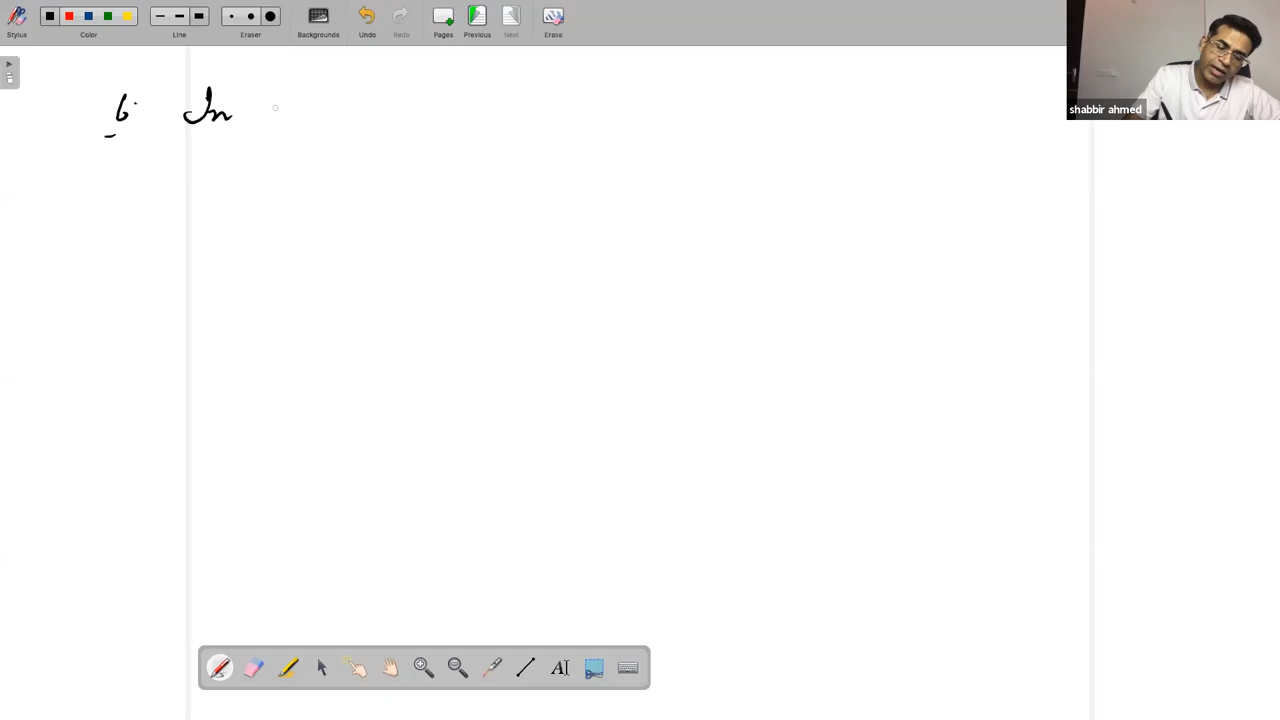 Stylus
Color
Line
Eraser
Backgrounds
Undo
Redo
Pages
Previous
Next
Erase
shabbir ahmed
6. In